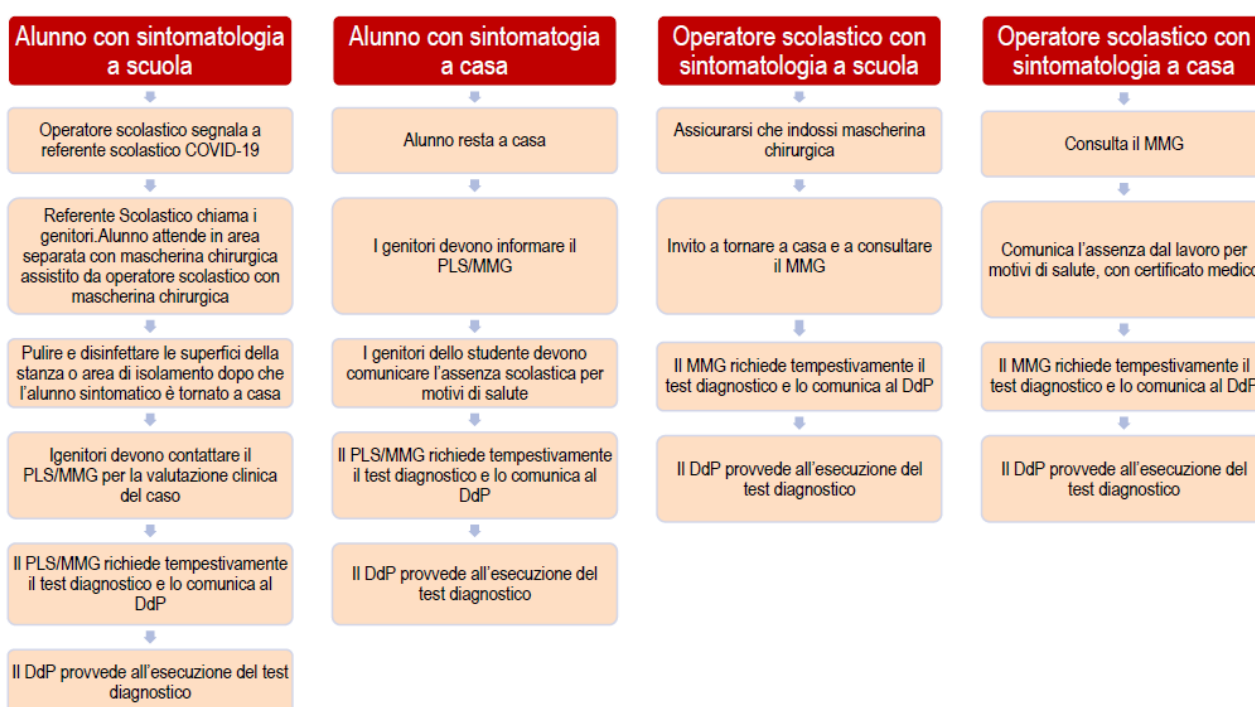 Alunno con sintomatologia
a scuola
Operatore scolastico segnala a
referente scolastico COVID-19
Referente Scolastico chiama i
genitori.Alunno attende in area
separata con mascherina chirurgica
assistito da operatore scolastico con
mascherina chirurgica
Pulire e disinfettare le superfici della
stanza o area di isolamento dopo che
l'alunno sintomatico è tornato a casa
Igenitori devono contattare il
PLS/MMG per la valutazione clinica
del caso
Il PLS/MMG richiede tempestivamente
il test diagnostico e lo comunica al
DdP
Il DdP provvede all'esecuzione del test
diagnostico
Alunno con sintomatogia
a casa
Alunno resta a casa
I genitori devono informare il
PLS/MMG
I genitori dello studente devono
comunicare l'assenza scolastica per
motivi di salute
Il PLS/MMG richiede tempestivamente
il test diagnostico e lo comunica al
DdP
Il DdP provvede all'esecuzione del
test diagnostico
Operatore scolastico con
sintomatologia a scuola
Assicurarsi che indossi mascherina
chirurgica
Invito a tornare a casa e a consultare
il MMG
Il MMG richiede tempestivamente il
test diagnostico e lo comunica al DdP
Il DdP provvede all'esecuzione del
test diagnostico
Operatore scolastico con
sintomatologia a casa
Consulta il MMG
Comunica l'assenza dal lavoro per
motivi di salute, con certificato medico
Il MMG richiede tempestivamente il
test diagnostico e lo comunica al DdP
Il DdP provvede all'esecuzione del
test diagnostico